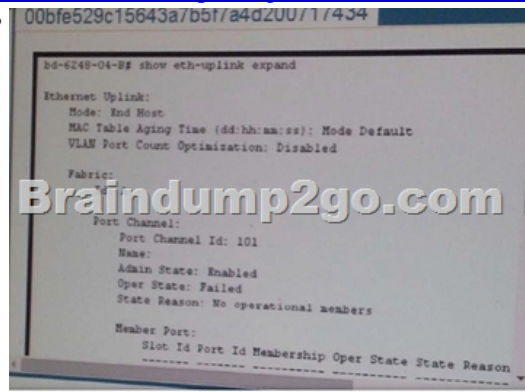 00bfe529c15643a7b5f7a4d200717434
bd-6248-04-B# show eth-uplink expand
Ethernet Uplink:
Mode: End Host
MAC Table Aging Time (dd:hh:mm:ss): Mode Default
VLAN Port Count Optimization: Disabled
Fabric:
Braindump2go.com
Port Channel:
Port Channel Id: 101
Name:
Admin State: Enabled
Oper State: Failed
State Reason: No operational members
Member Port:
Slot Id Port Id Membership Oper State State Reason
------- ------- ---------- ---------- ------------